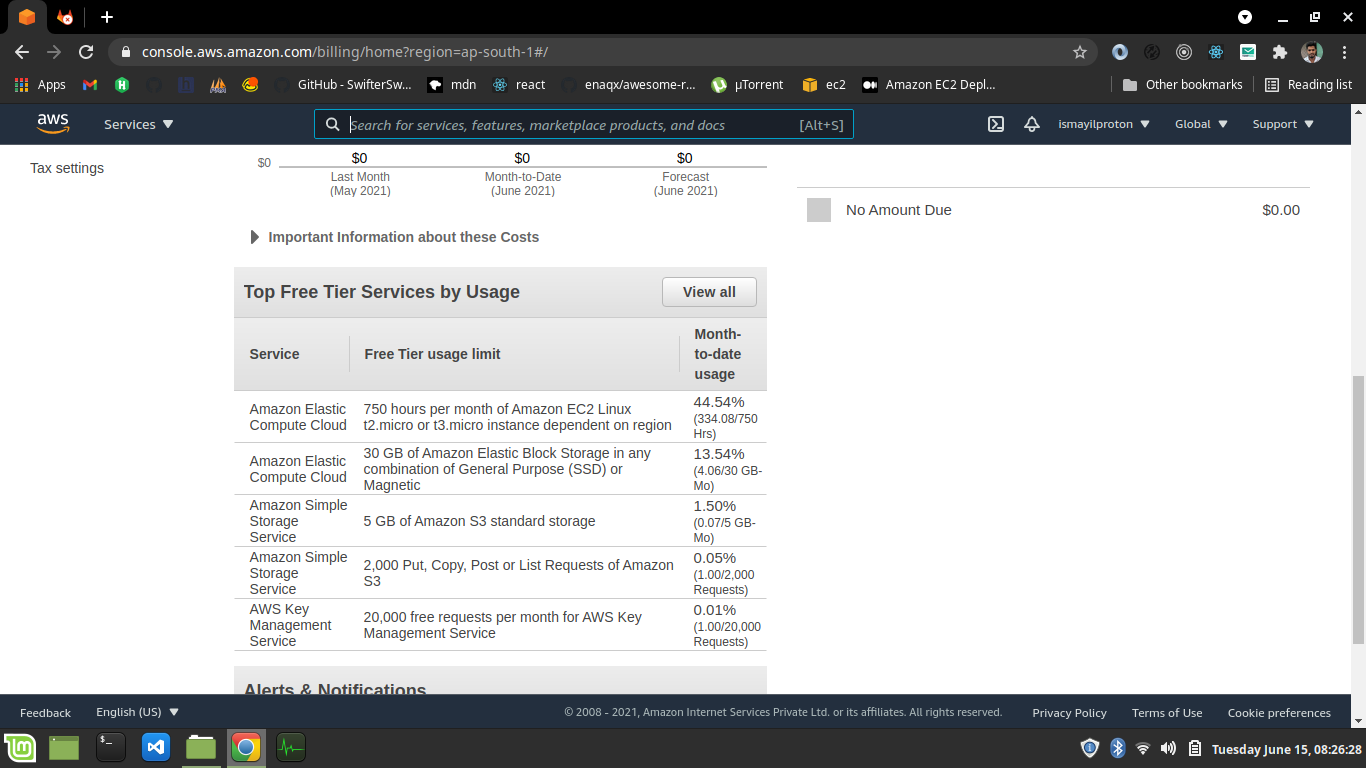 console.aws.amazon.com/billing/home?region=ap-south-1#/
Apps
GitHub - SwifterSw...
mdn
react
enaqx/awesome-r...
µTorrent
ec2
Amazon EC2 Depl...
Other bookmarks
Reading list
aws
Services
Search for services, features, marketplace products, and docs
[Alt+S]
ismayilproton
Global
Support
Tax settings
$0
$0
$0
$0
Last Month
(May 2021)
Month-to-Date
(June 2021)
Forecast
(June 2021)
No Amount Due
$0.00
Important Information about these Costs
Top Free Tier Services by Usage
View all
Service
Free Tier usage limit
Month-
to-date
usage
Amazon Elastic
Compute Cloud
750 hours per month of Amazon EC2 Linux
t2.micro or t3.micro instance dependent on region
44.54%
(334.08/750
Hrs)
Amazon Elastic
Compute Cloud
30 GB of Amazon Elastic Block Storage in any
combination of General Purpose (SSD) or
Magnetic
13.54%
(4.06/30 GB-
Mo)
Amazon Simple
Storage
Service
5 GB of Amazon S3 standard storage
1.50%
(0.07/5 GB-
Mo)
Amazon Simple
Storage
Service
2,000 Put, Copy, Post or List Requests of Amazon
S3
0.05%
(1.00/2,000
Requests)
AWS Key
Management
Service
20,000 free requests per month for AWS Key
Management Service
0.01%
(1.00/20,000
Requests)
Alerts & Notifications
Feedback
English (US)
© 2008 - 2021, Amazon Internet Services Private Ltd. or its affiliates. All rights reserved.
Privacy Policy
Terms of Use
Cookie preferences
Tuesday June 15, 08:26:28